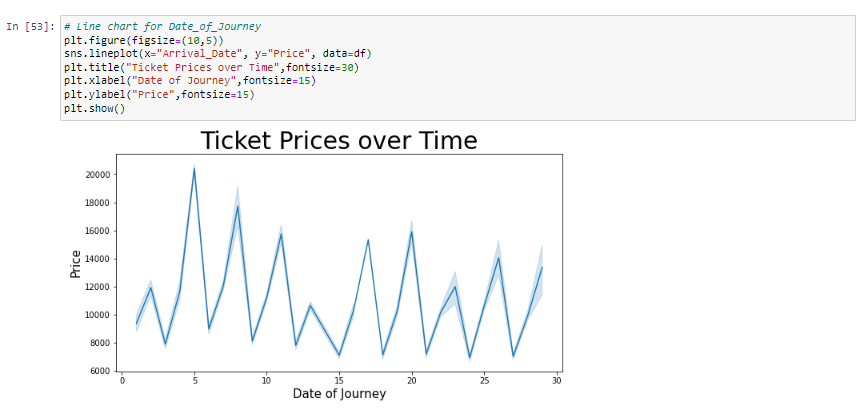 In [53]: # Line chart for Date_of_Journey
plt.figure(figsize=(10,5))
sns.lineplot(x="Arrival_Date", y="Price", data=df)
plt.title("Ticket Prices over Time",fontsize=30)
plt.xlabel("Date of Journey",fontsize=15)
plt.ylabel("Price",fontsize=15)
plt.show()
Ticket Prices over Time
20000
18000
16000
14000
12000
10000
8000
6000
Price
0 5 10 15 20 25 30
Date of Journey